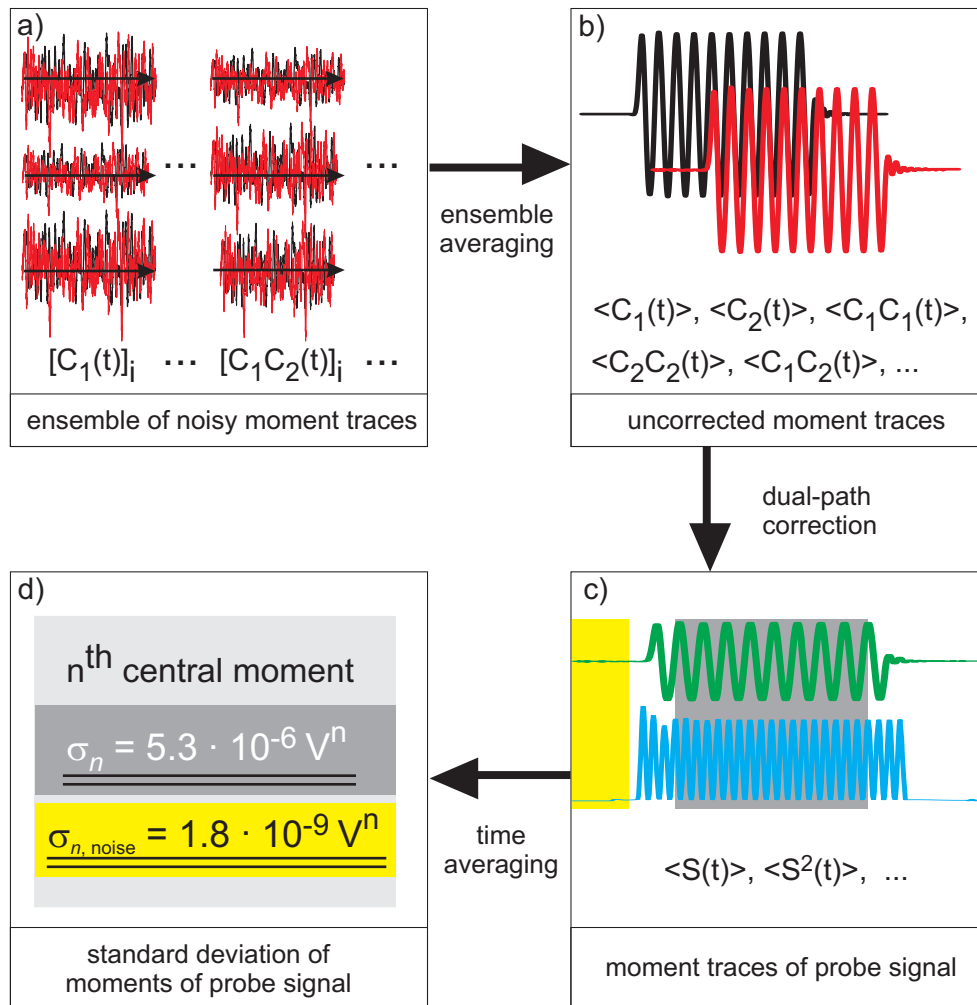 a)
... ...
[C₁(t)]ᵢ ... [C₁C₂(t)]ᵢ ...
ensemble of noisy moment traces
ensemble
averaging
b)
<C₁(t)>, <C₂(t)>, <C₁C₁(t)>,
<C₂C₂(t)>, <C₁C₂(t)>, ...
uncorrected moment traces
dual-path
correction
c)
<S(t)>, <S²(t)>, ...
moment traces of probe signal
time
averaging
d)
nᵗʰ central moment
σₙ = 5.3 · 10⁻⁶ Vⁿ
σₙ, ₙₒᵢₛₑ = 1.8 · 10⁻⁹ Vⁿ
standard deviation of
moments of probe signal